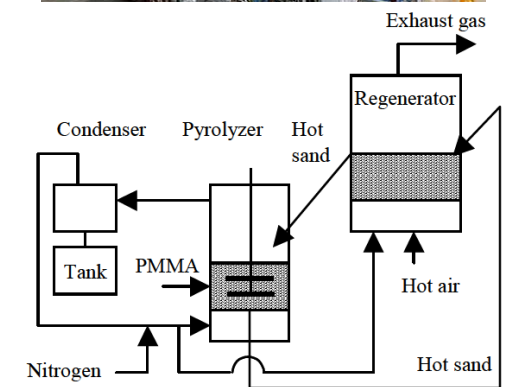 Exhaust gas
Regenerator
Condenser
Pyrolyzer
Hot
sand
Tank
PMMA
Hot air
Nitrogen
Hot sand